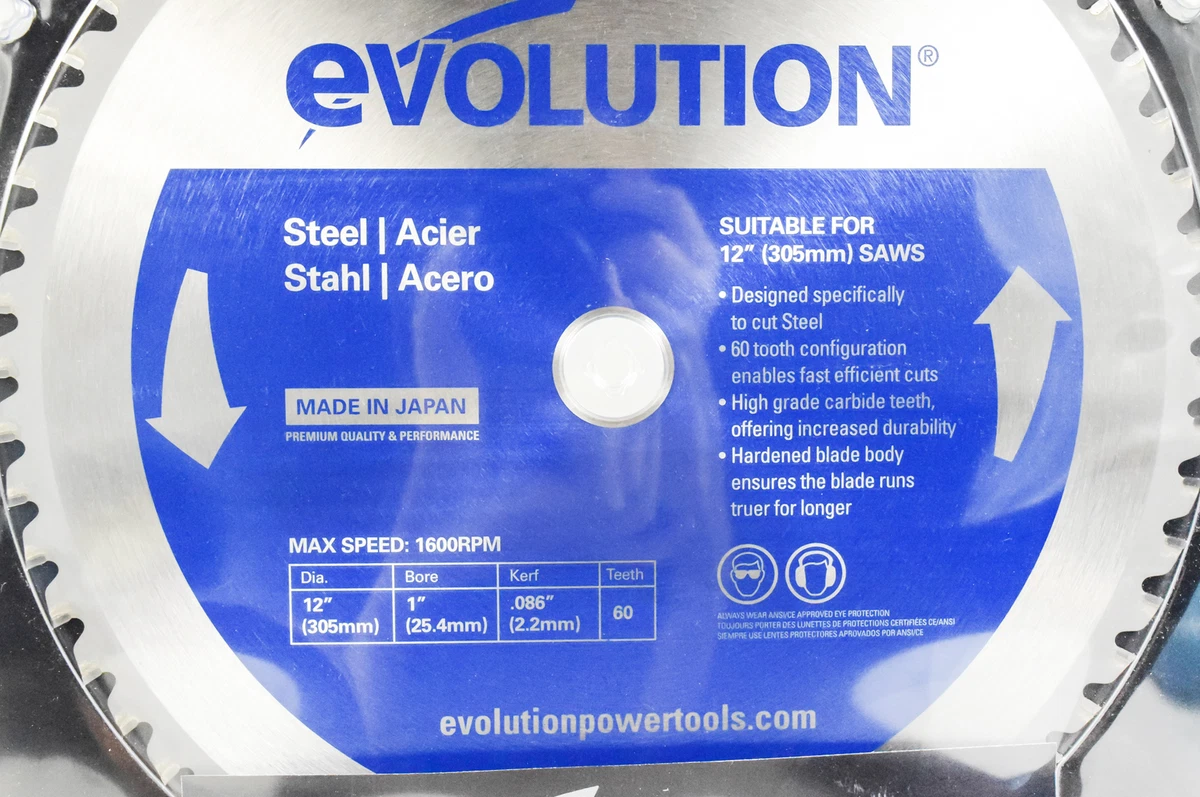 evolution®
Steel | Acier
Stahl | Acero
MADE IN JAPAN
PREMIUM QUALITY & PERFORMANCE
MAX SPEED: 1600RPM
Dia. Bore Kerf Teeth
12" 1" .086" 60
(305mm) (25.4mm) (2.2mm)
SUITABLE FOR
12" (305mm) SAWS
• Designed specifically
to cut Steel
• 60 tooth configuration
enables fast efficient cuts
• High grade carbide teeth,
offering increased durability
• Hardened blade body
ensures the blade runs
truer for longer
ALWAYS WEAR ANSI/CE APPROVED EYE PROTECTION
TOUJOURS PORTER DES LUNETTES DE PROTECTIONS CERTIFIÉES CE/ANSI
SIEMPRE USE LENTES PROTECTORES APROVADOS POR ANSI/CE
evolutionpowertools.com